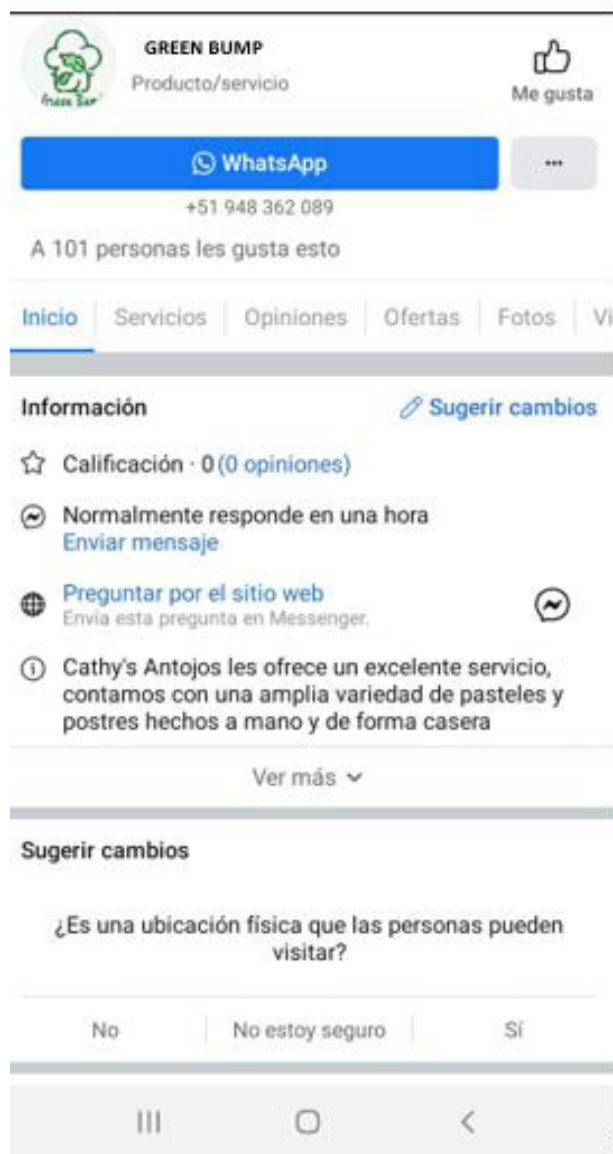 GREEN BUMP
Producto/servicio
Me gusta
WhatsApp
+51 948 362 089
A 101 personas les gusta esto
Inicio
Servicios
Opiniones
Ofertas
Fotos
Vi
Información
Sugerir cambios
Calificación · 0 (0 opiniones)
Normalmente responde en una hora
Enviar mensaje
Preguntar por el sitio web
Envía esta pregunta en Messenger.
Cathy's Antojos les ofrece un excelente servicio,
contamos con una amplia variedad de pasteles y
postres hechos a mano y de forma casera
Ver más
Sugerir cambios
¿Es una ubicación física que las personas pueden
visitar?
No
No estoy seguro
Sí